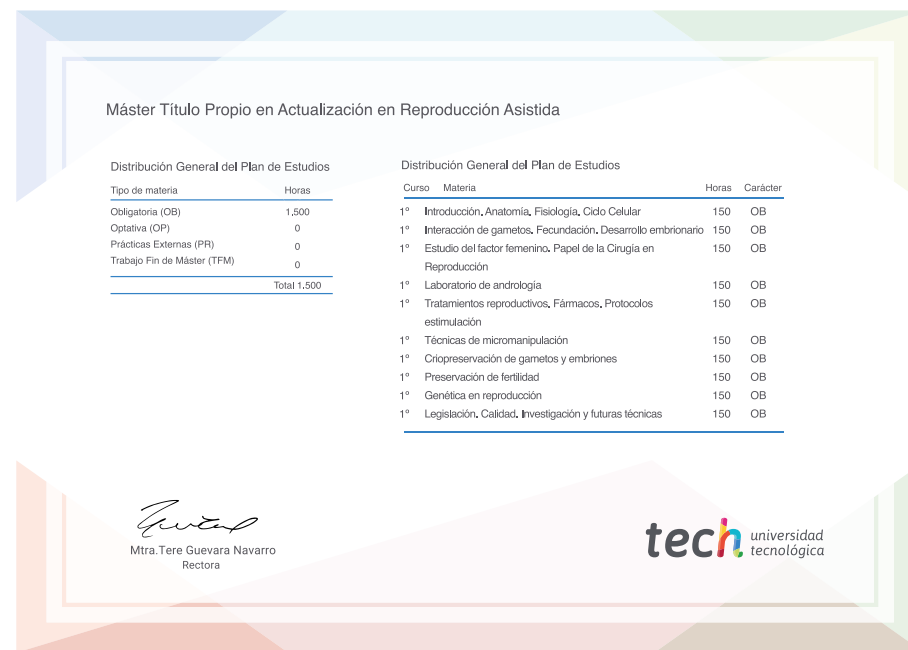 Máster Título Propio en Actualización en Reproducción Asistida
Distribución General del Plan de Estudios
Tipo de materia Horas
Obligatoria (OB) 1,500
Optativa (OP) 0
Prácticas Externas (PR) 0
Trabajo Fin de Máster (TFM) 0
Total 1.500
Distribución General del Plan de Estudios
Curso Materia Horas Carácter
1º Introducción. Anatomía. Fisiología. Ciclo Celular 150 OB
1º Interacción de gametos. Fecundación. Desarrollo embrionario 150 OB
1º Estudio del factor femenino. Papel de la Cirugía en 150 OB
Reproducción
1º Laboratorio de andrología 150 OB
1º Tratamientos reproductivos. Fármacos. Protocolos 150 OB
estimulación
1º Técnicas de micromanipulación 150 OB
1º Criopreservación de gametos y embriones 150 OB
1º Preservación de fertilidad 150 OB
1º Genética en reproducción 150 OB
1º Legislación. Calidad. Investigación y futuras técnicas 150 OB
Mtra.Tere Guevara Navarro
Rectora
tech universidad
tecnológica